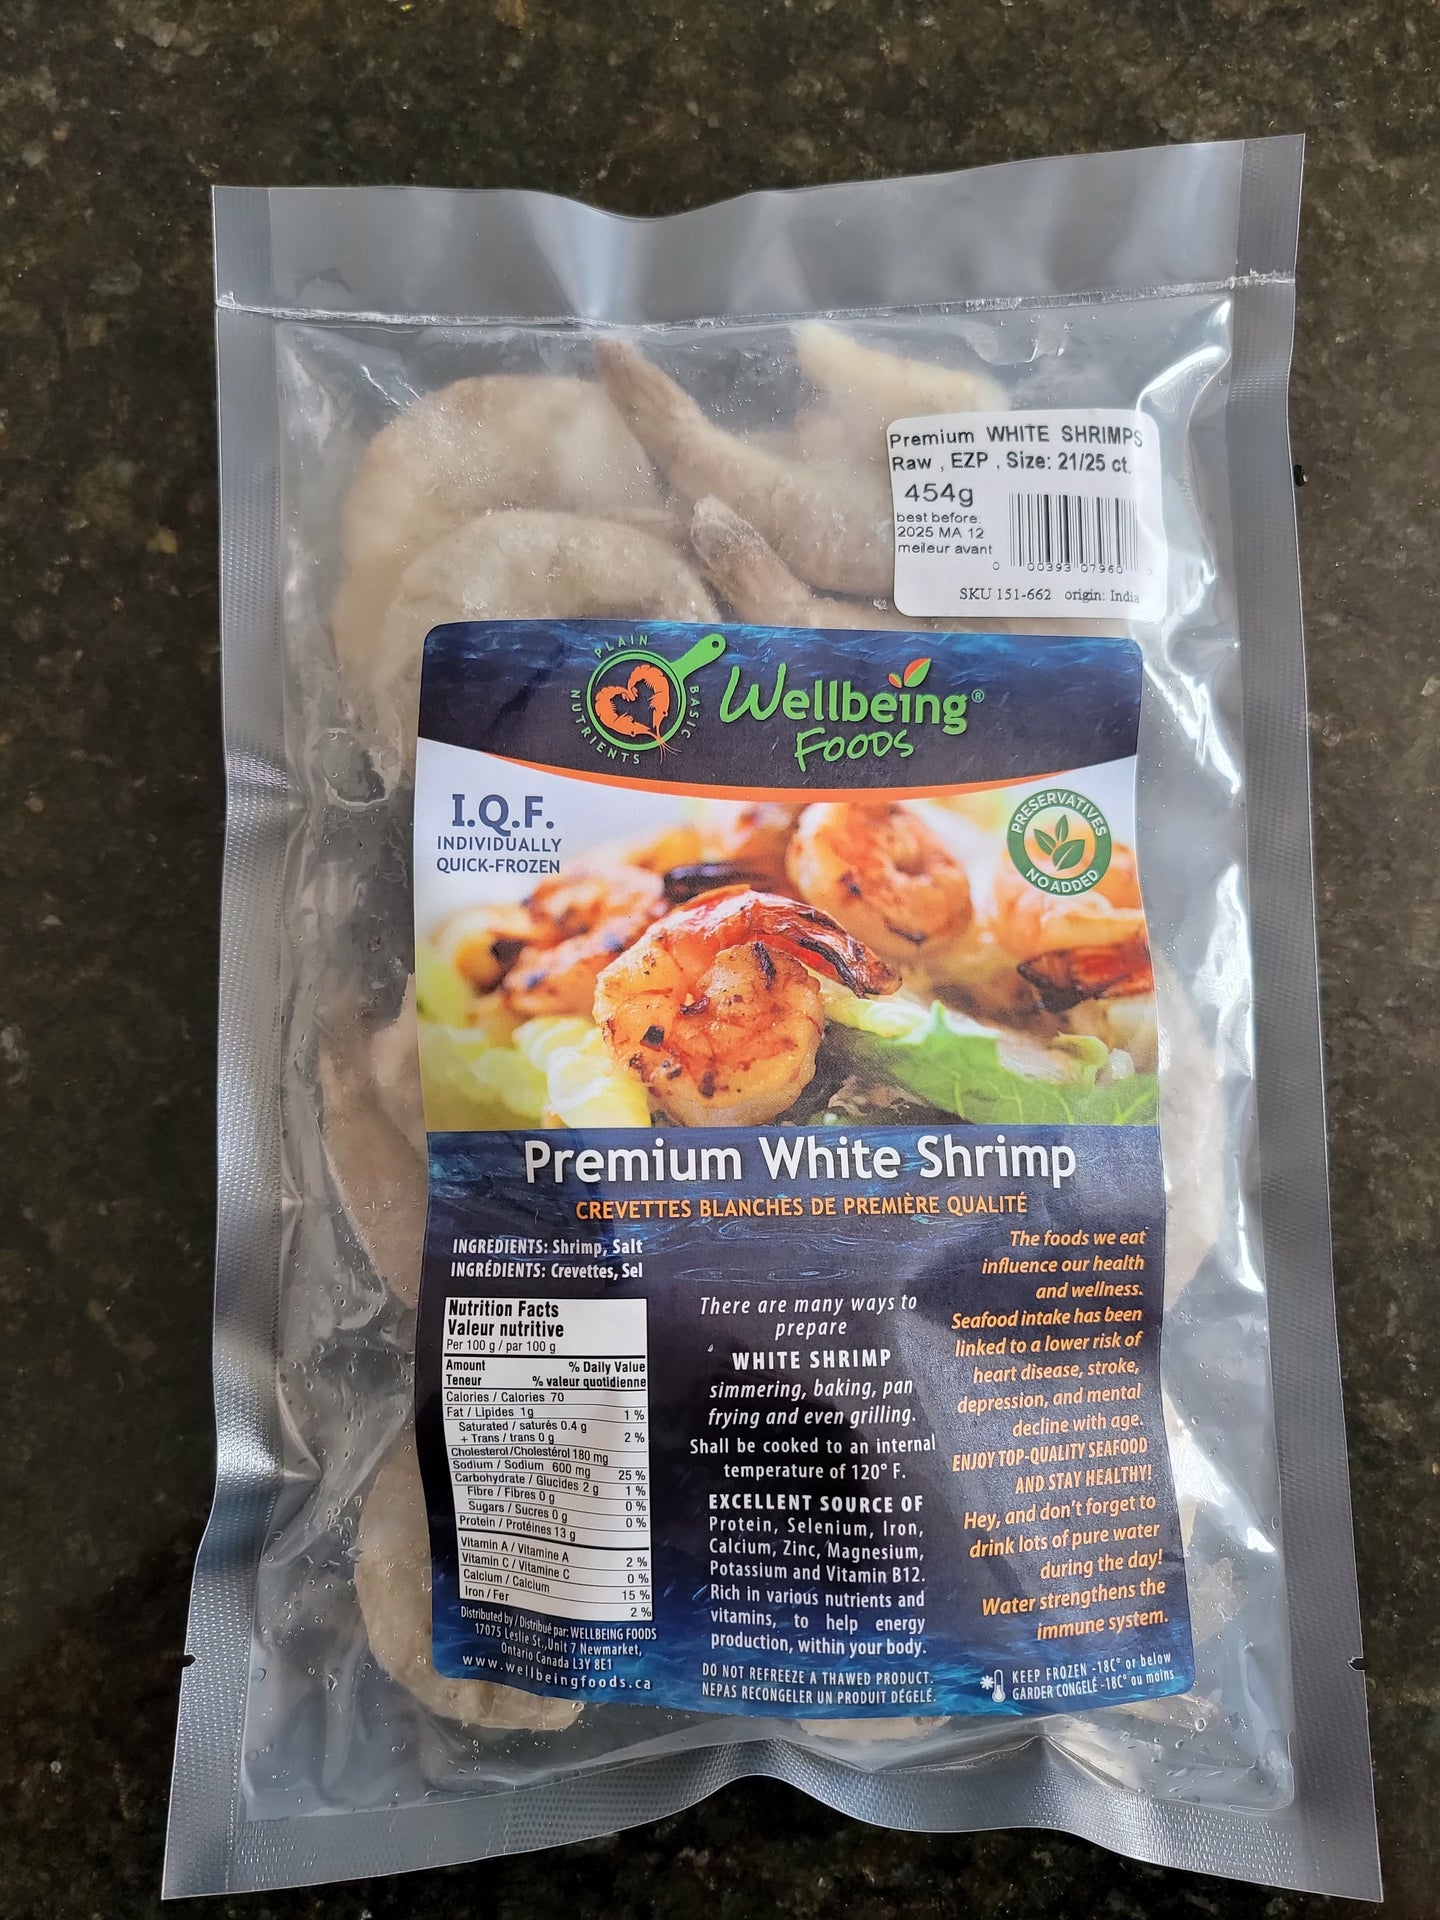 Premium WHITE SHRIMPS
Raw , EZP , Size: 21/25 ct.
454g
best before:
2025 MA 12
meileur avant
0 00393 07960
SKU 151-662 origin: India
PLAIN
BASIC
NUTRIENTS
Wellbeing®
FOODS
I.Q.F.
INDIVIDUALLY
QUICK-FROZEN
PRESERVATIVES
NO ADDED
Premium White Shrimp
CREVETTES BLANCHES DE PREMIÈRE QUALITÉ
INGREDIENTS: Shrimp, Salt
INGRÉDIENTS: Crevettes, Sel
Nutrition Facts
Valeur nutritive
Per 100 g / par 100 g
Amount % Daily Value
Teneur % valeur quotidienne
Calories / Calories 70
Fat / Lipides 1g 1 %
Saturated / saturés 0.4 g
+ Trans / trans 0 g 2 %
Cholesterol/Cholestérol 180 mg
Sodium / Sodium 600 mg 25 %
Carbohydrate / Glucides 2 g 1 %
Fibre / Fibres 0 g 0 %
Sugars / Sucres 0 g 0 %
Protein / Protéines 13 g
Vitamin A / Vitamine A 2 %
Vitamin C / Vitamine C 0 %
Calcium / Calcium 15 %
Iron / Fer 2 %
Distributed by / Distribué par: WELLBEING FOODS
17075 Leslie St., Unit 7 Newmarket,
Ontario Canada L3Y 8E1
www.wellbeingfoods.ca
There are many ways to
prepare
WHITE SHRIMP
simmering, baking, pan
frying and even grilling.
Shall be cooked to an internal
temperature of 120° F.
EXCELLENT SOURCE OF
Protein, Selenium, Iron,
Calcium, Zinc, Magnesium,
Potassium and Vitamin B12.
Rich in various nutrients and
vitamins, to help energy
production, within your body.
DO NOT REFREEZE A THAWED PRODUCT.
NEPAS RECONGELER UN PRODUIT DÉGELÉ.
The foods we eat
influence our health
and wellness.
Seafood intake has been
linked to a lower risk of
heart disease, stroke,
depression, and mental
decline with age.
ENJOY TOP-QUALITY SEAFOOD
AND STAY HEALTHY!
Hey, and don't forget to
drink lots of pure water
during the day!
Water strengthens the
immune system.
KEEP FROZEN -18C° or below
GARDER CONGELÉ -18C° ou moins